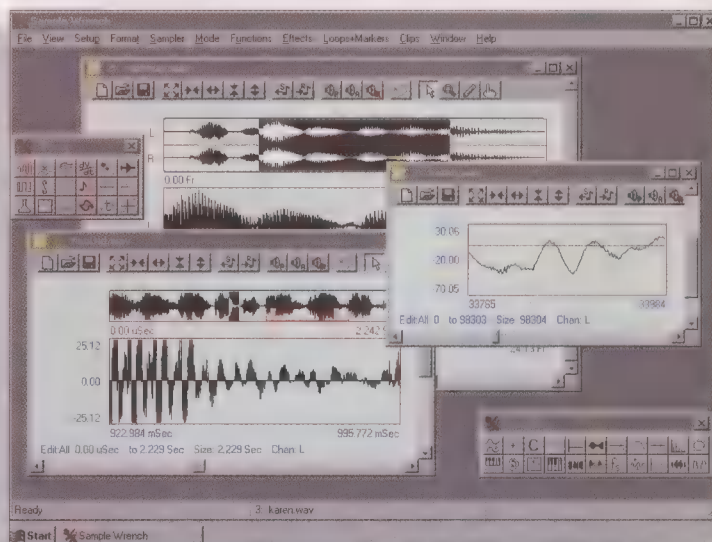 Sample Wrench
File View Setup Format Sampler Mode Functions Effects Loops+Markers Clips Window Help
L
R
0.00 Fr
30.05
20.00
70.05
33765 33984
Edit:All 0 to 98303 Size: 98304 Chan: L
0.00 uSec
25.12
0.00
-25.12
922.984 mSec 995.772 mSec
Edit:All 0.00 uSec to 2.229 Sec Size: 2.229 Sec Chan: L
Ready 3: karen.wav
Start Sample Wrench